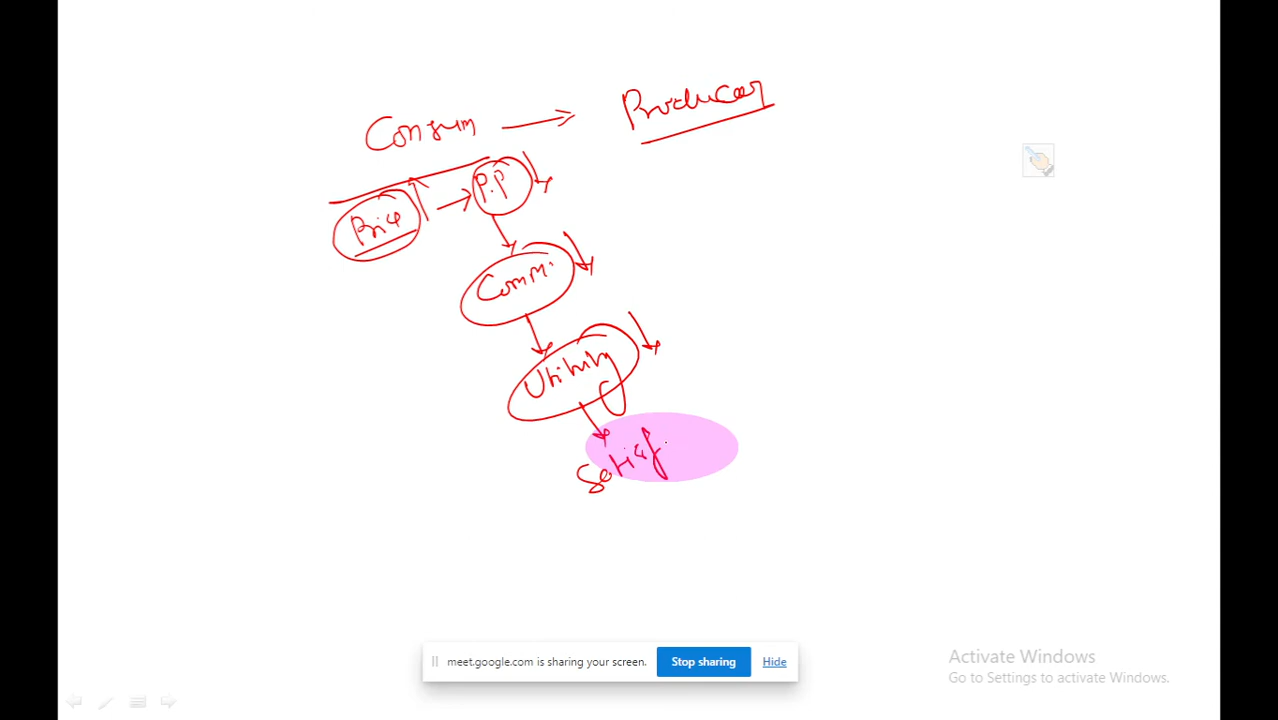 Consum → Producer
Price → P.P
Comm.
Utility
Satisf
meet.google.com is sharing your screen. Stop sharing Hide
Activate Windows
Go to Settings to activate Windows.